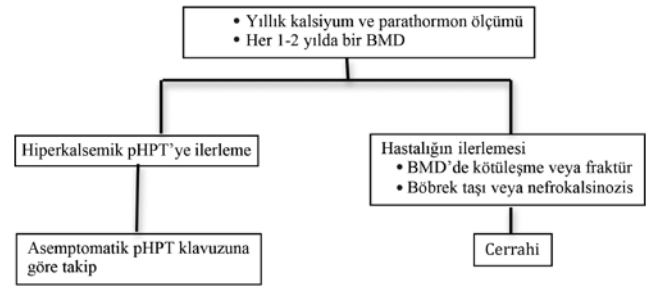 • Yıllık kalsiyum ve parathormon ölçümü
• Her 1-2 yılda bir BMD
Hiperkalsemik pHPT’ye ilerleme
Hastalığın ilerlemesi
• BMD’de kötüleşme veya fraktür
• Böbrek taşı veya nefrokalsinozis
Asemptomatik pHPT klavuzuna
göre takip
Cerrahi